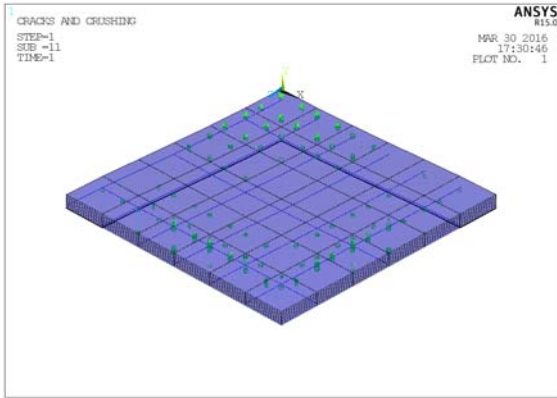 1
CRACKS AND CRUSHING
STEP=1
SUB =11
TIME=1
ANSYS
R15.0
MAR 30 2016
17:30:46
PLOT NO. 1
Y
X